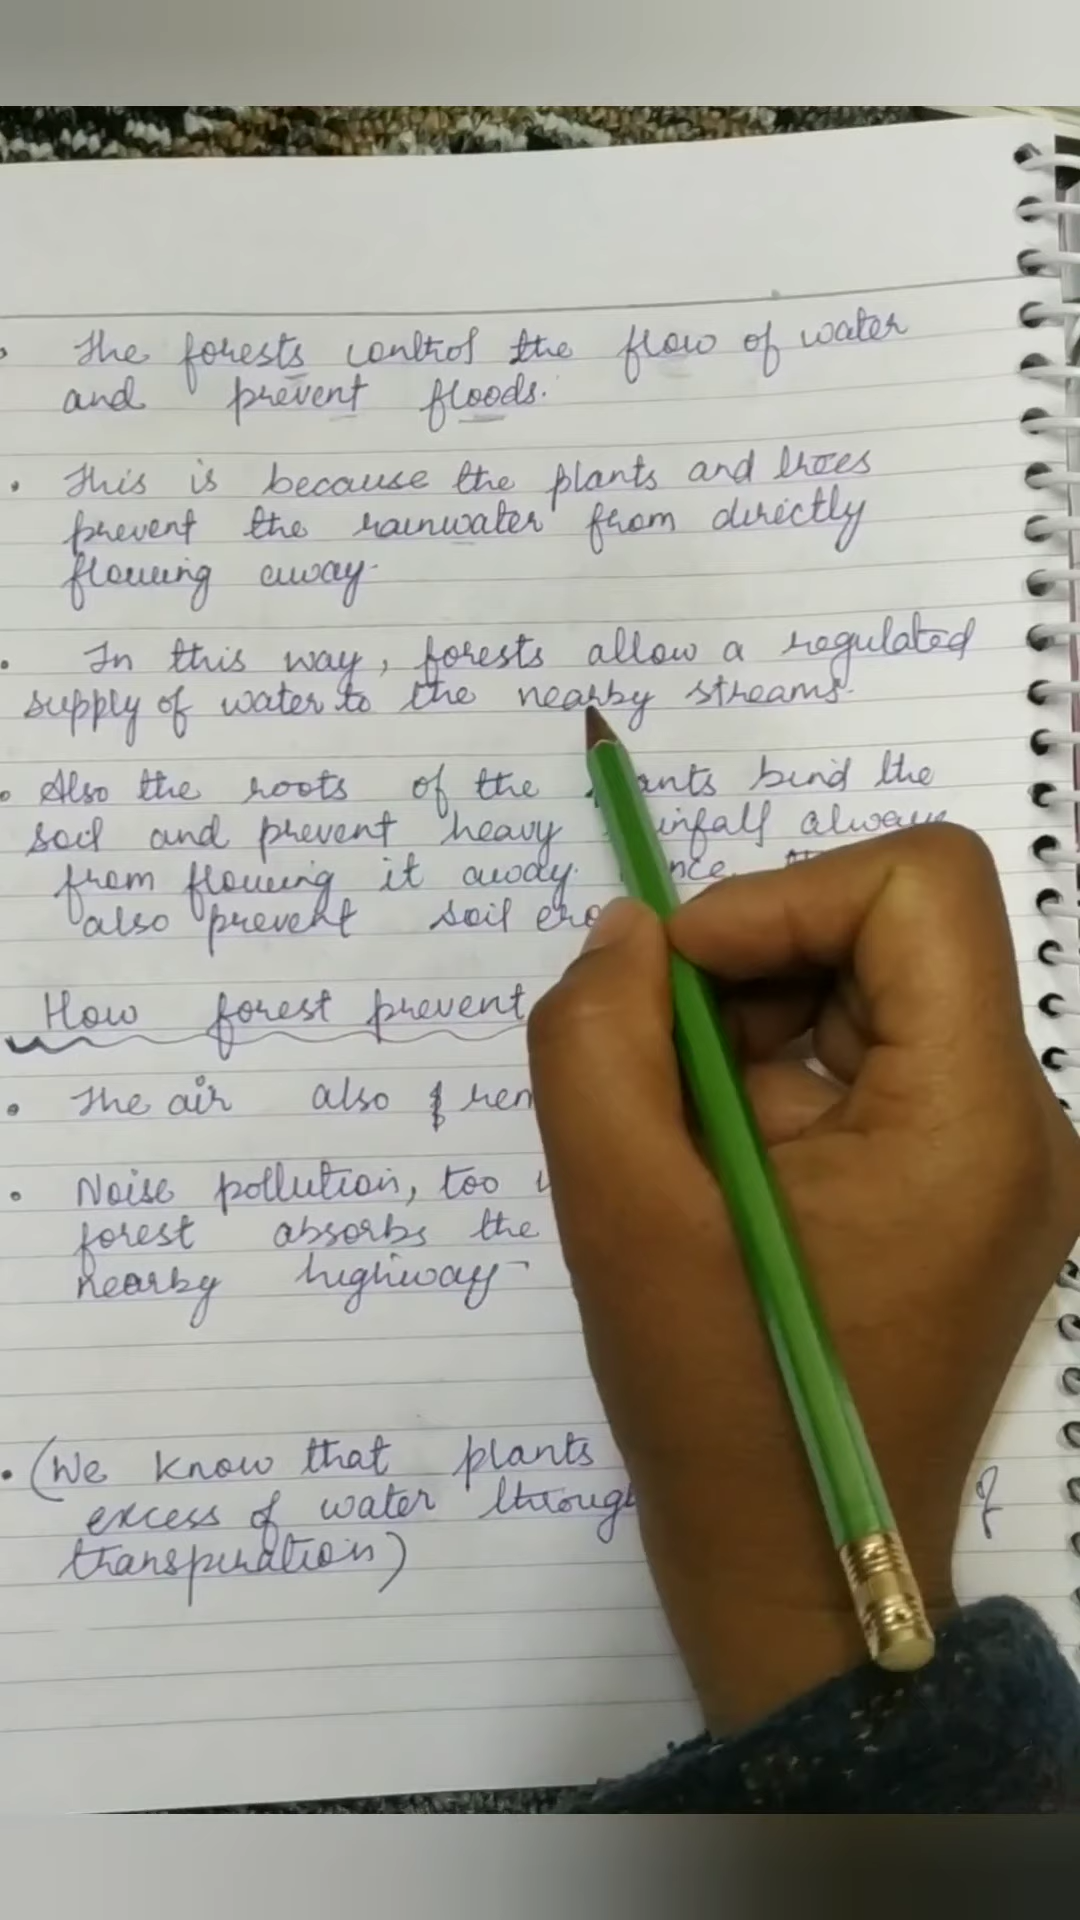 • The forests control the flow of water
and prevent floods.
• This is because the plants and trees
prevent the rainwater from directly
flowing away.
• In this way, forests allow a regulated
supply of water to the nearby streams.
• Also the roots of the bind the
soil and prevent heavy
from flowing it away.
also prevent soil
How forest prevent
• The air also
• Noise pollution, too
forest absorbs the
nearby highway
• (We know that plants
excess of water of
transpiration)